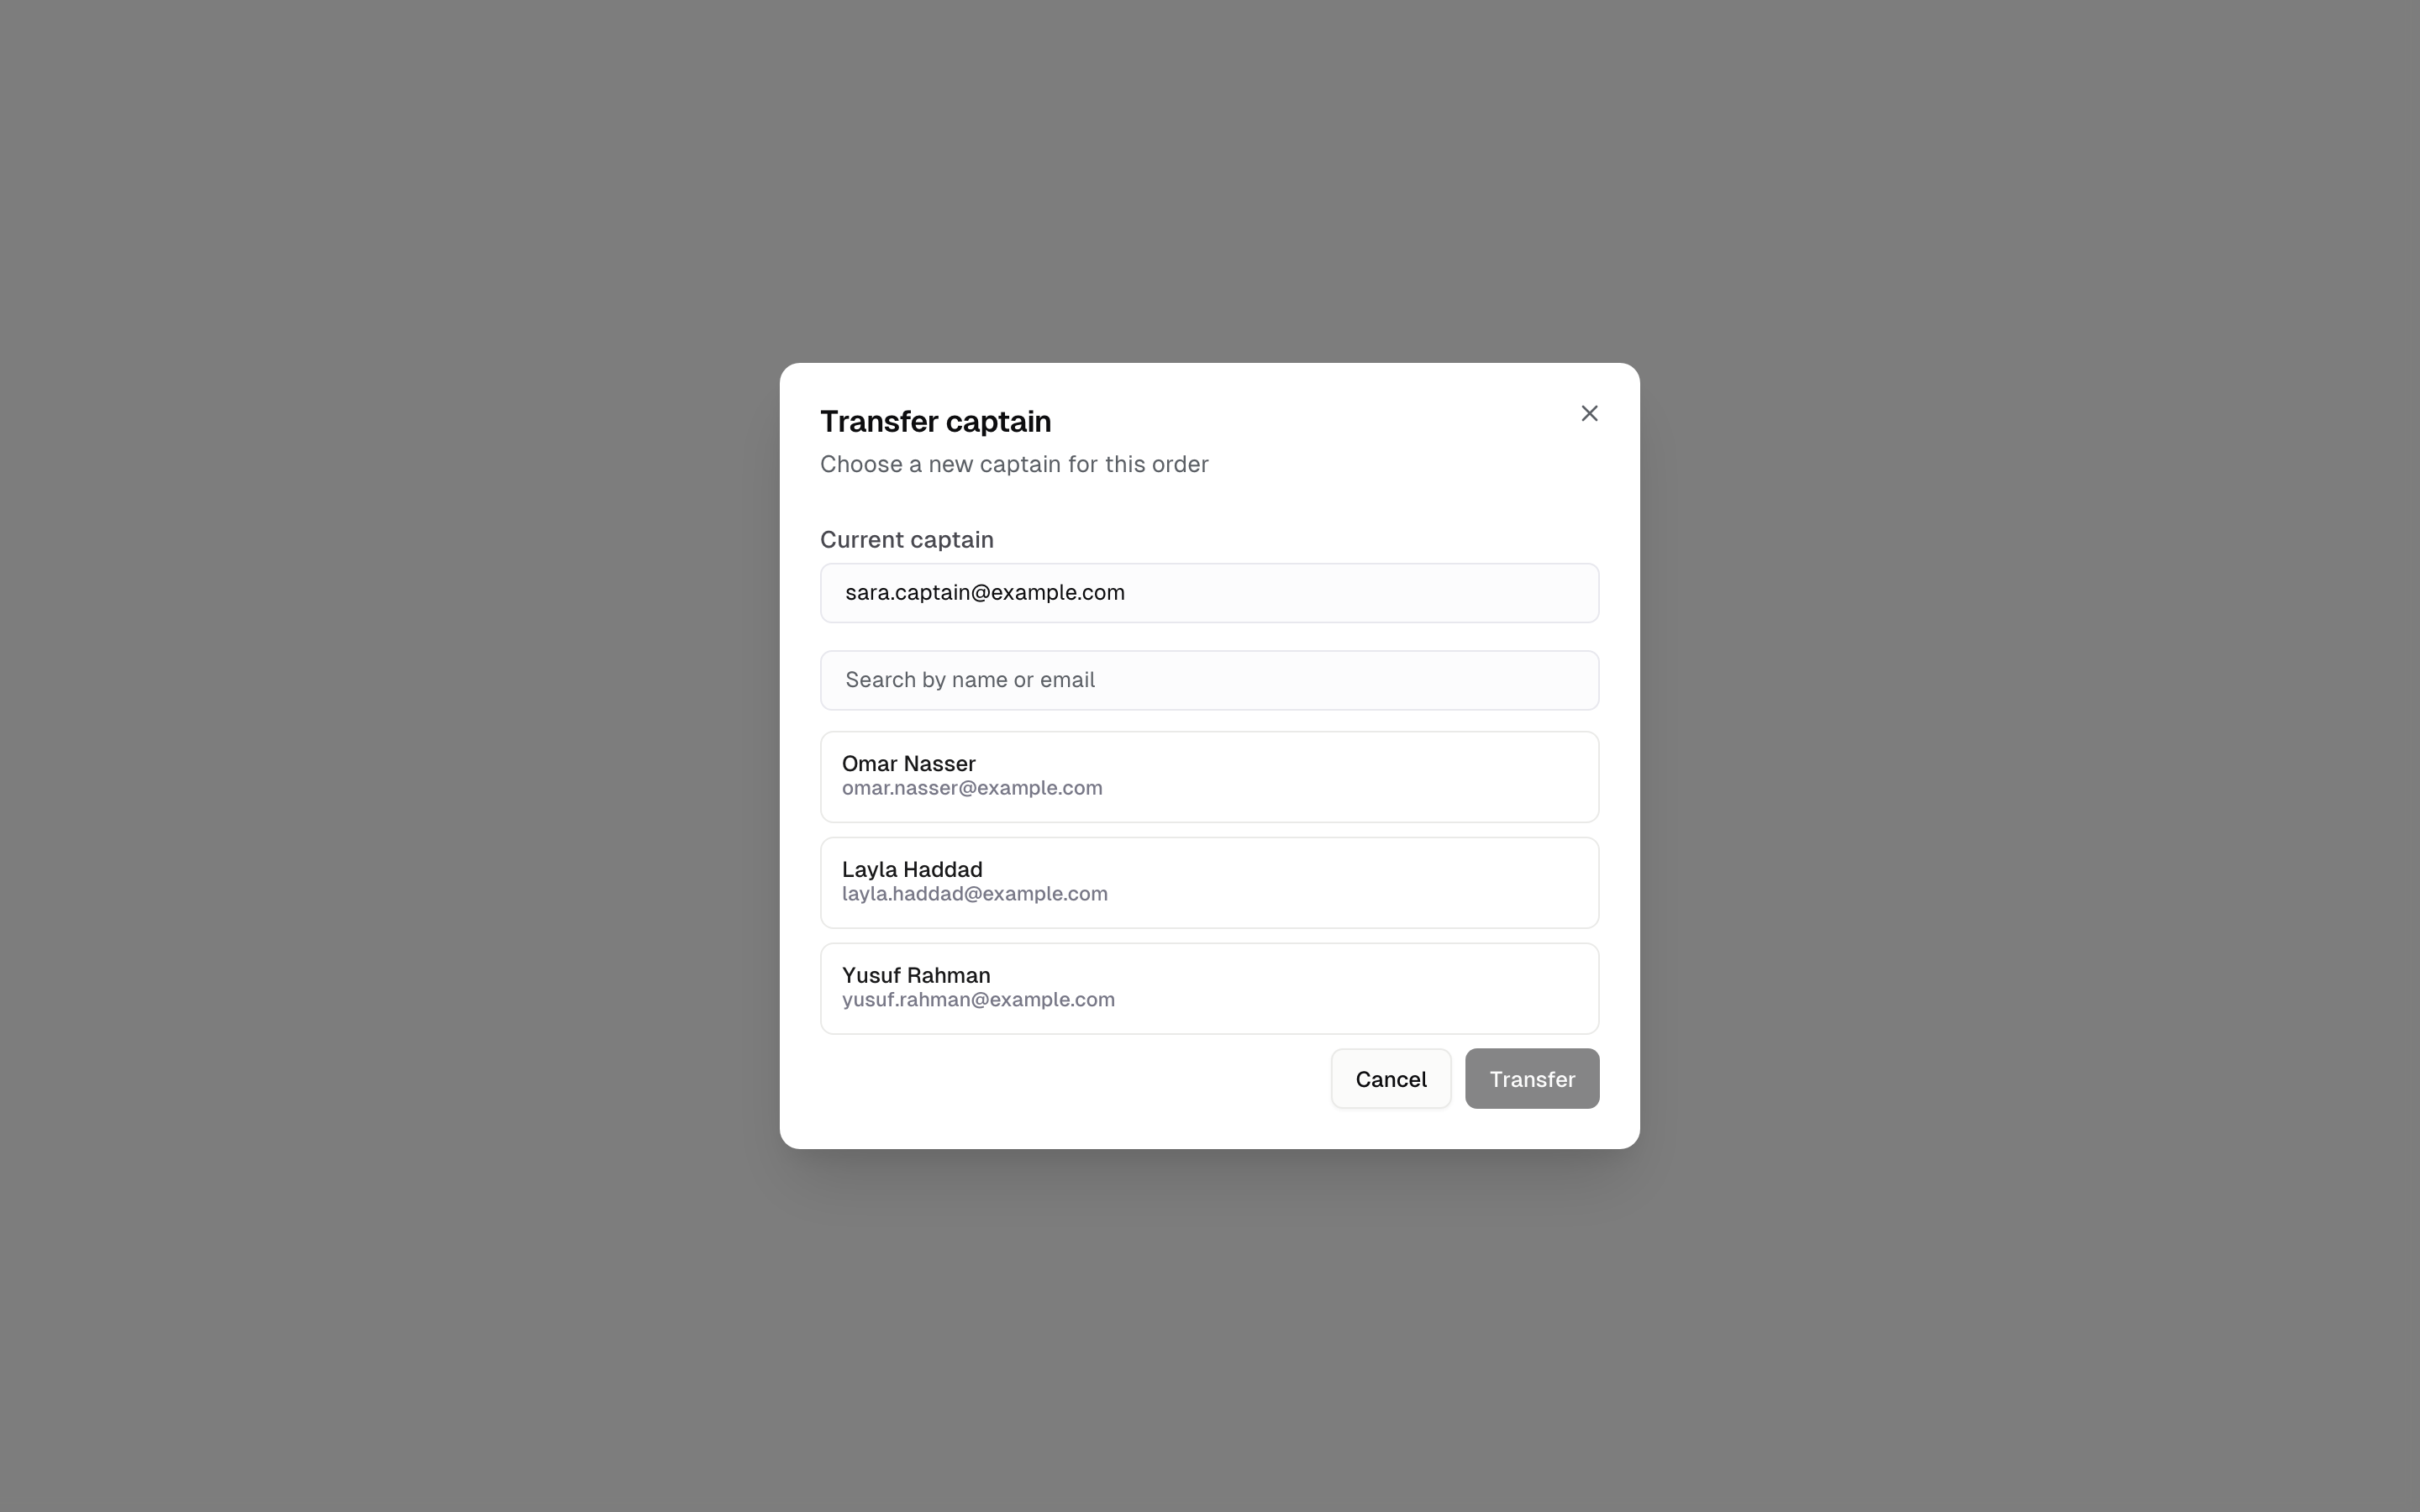 Transfer captain
Choose a new captain for this order
Current captain
sara.captain@example.com
Search by name or email
Omar Nasser
omar.nasser@example.com
Layla Haddad
layla.haddad@example.com
Yusuf Rahman
yusuf.rahman@example.com
Cancel
Transfer